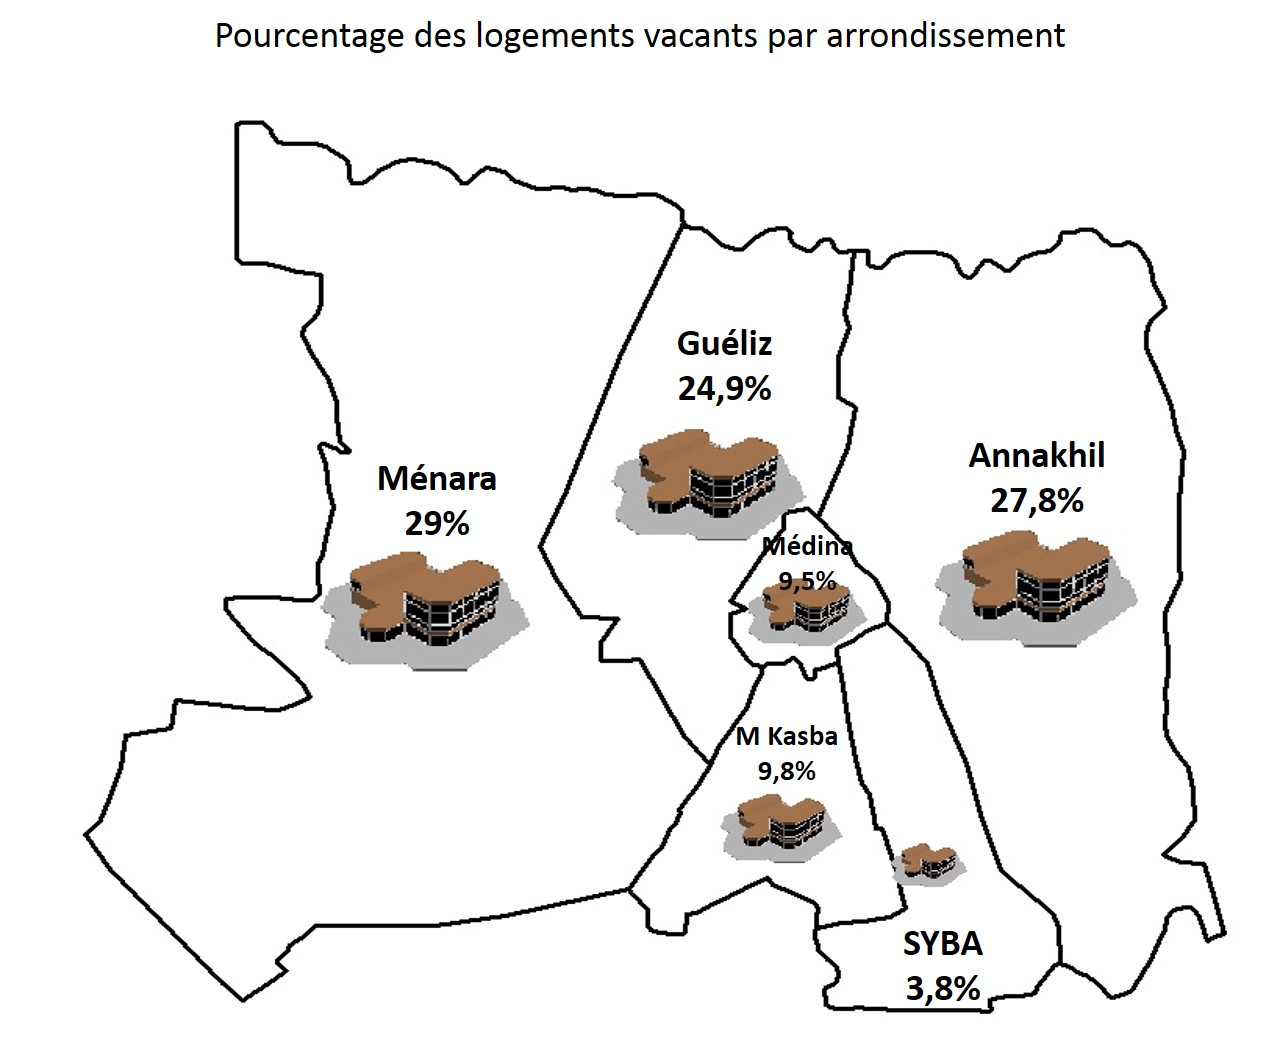 Pourcentage des logements vacants par arrondissement
Guéliz
24,9%
Annakhil
27,8%
Ménara
29%
Médina
9,5%
M Kasba
9,8%
SYBA
3,8%